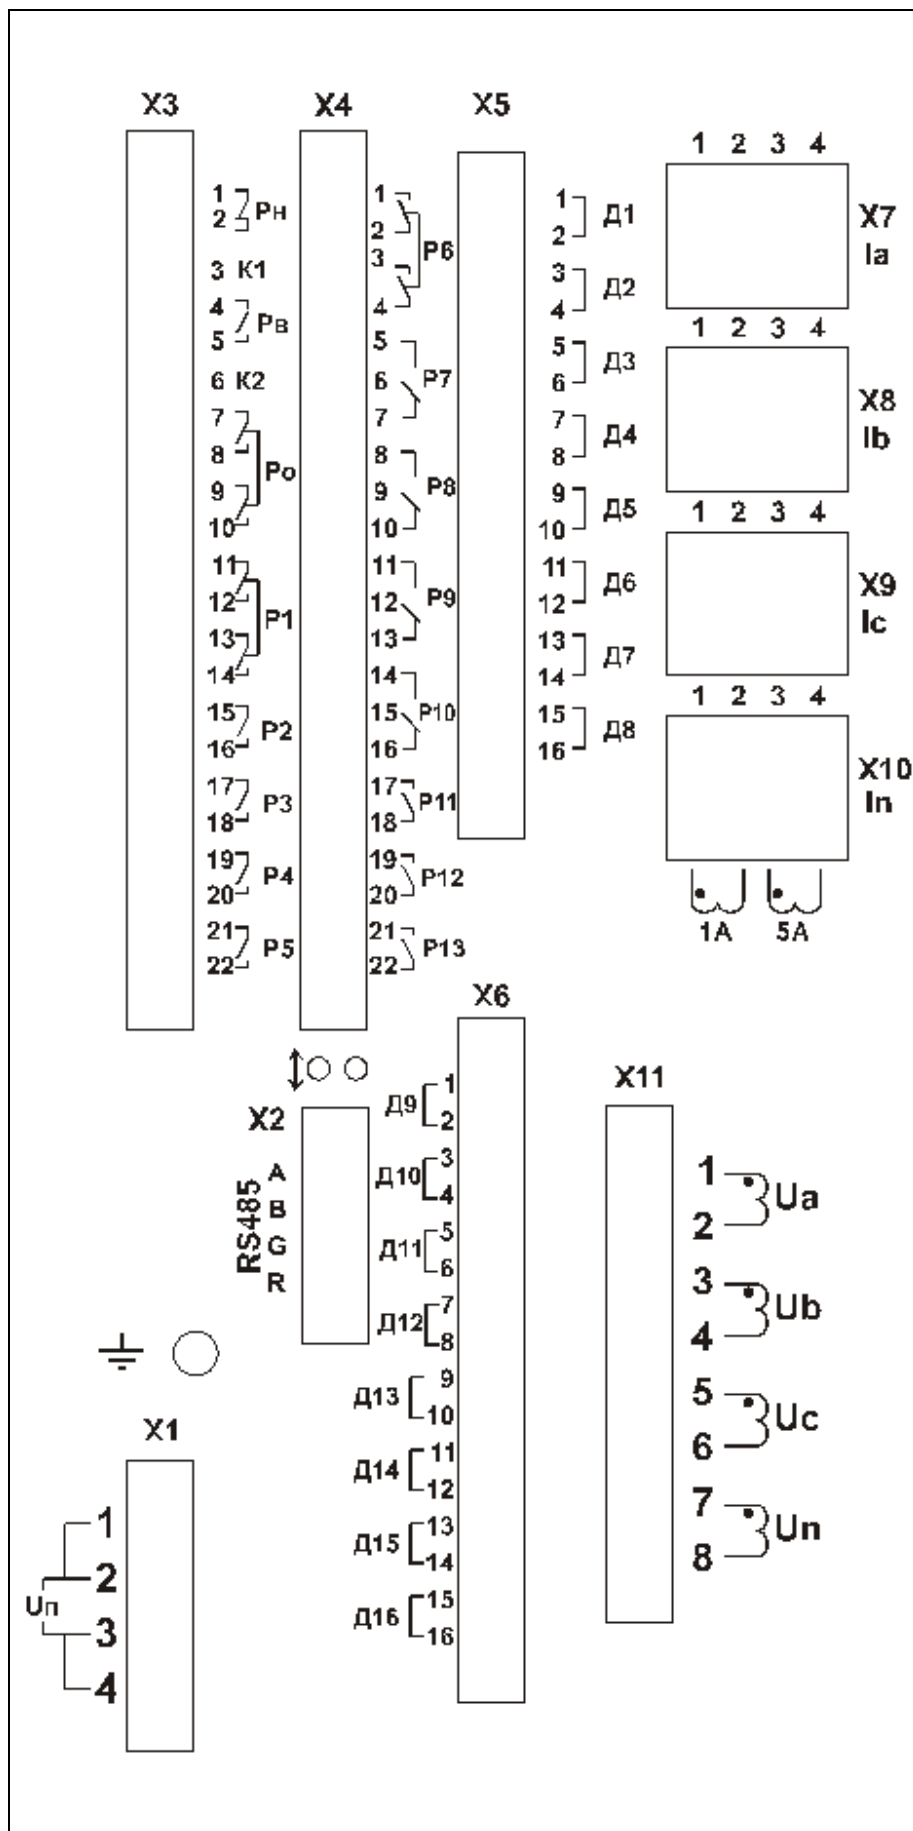 X3
1
2
Рн
3 К1
4
5
Рв
6 К2
7
8
9
10
Ро
11
12
13
14
Р1
15
16
Р2
17
18
Р3
19
20
Р4
21
22
Р5
X4
1
2
3
4
Р6
5
6
7
Р7
8
9
10
Р8
11
12
13
Р9
14
15
16
Р10
17
18
Р11
19
20
Р12
21
22
Р13
X5
1
2
Д1
3
4
Д2
5
6
Д3
7
8
Д4
9
10
Д5
11
12
Д6
13
14
Д7
15
16
Д8
1 2 3 4
X7
Ia
1 2 3 4
X8
Ib
1 2 3 4
X9
Ic
1 2 3 4
X10
In
1А 5А
X2
RS485
A
B
G
R
X6
Д9
1
2
Д10
3
4
Д11
5
6
Д12
7
8
Д13
9
10
Д14
11
12
Д15
13
14
Д16
15
16
X11
1
2
Ua
3
4
Ub
5
6
Uc
7
8
Un
X1
Uп
1
2
3
4